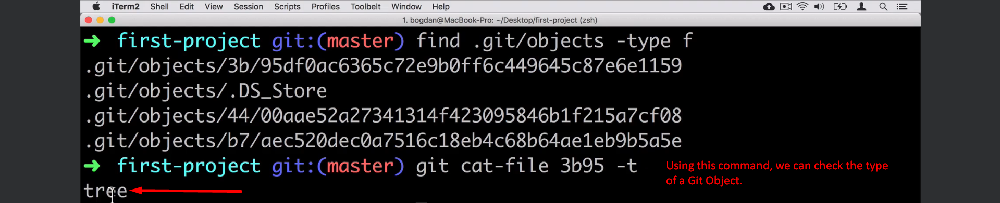 iTerm2 Shell Edit View Session Scripts Profiles Toolbelt Window Help
1. bogdan@MacBook-Pro: ~/Desktop/first-project (zsh)
➜ first-project git:(master) find .git/objects -type f
.git/objects/3b/95df0ac6365c72e9b0ff6c449645c87e6e1159
.git/objects/.DS_Store
.git/objects/44/00aae52a27341314f423095846b1f215a7cf08
.git/objects/b7/aec520dec0a7516c18eb4c68b64ae1eb9b5a5e
➜ first-project git:(master) git cat-file 3b95 -t
Using this command, we can check the type
of a Git Object.
tree